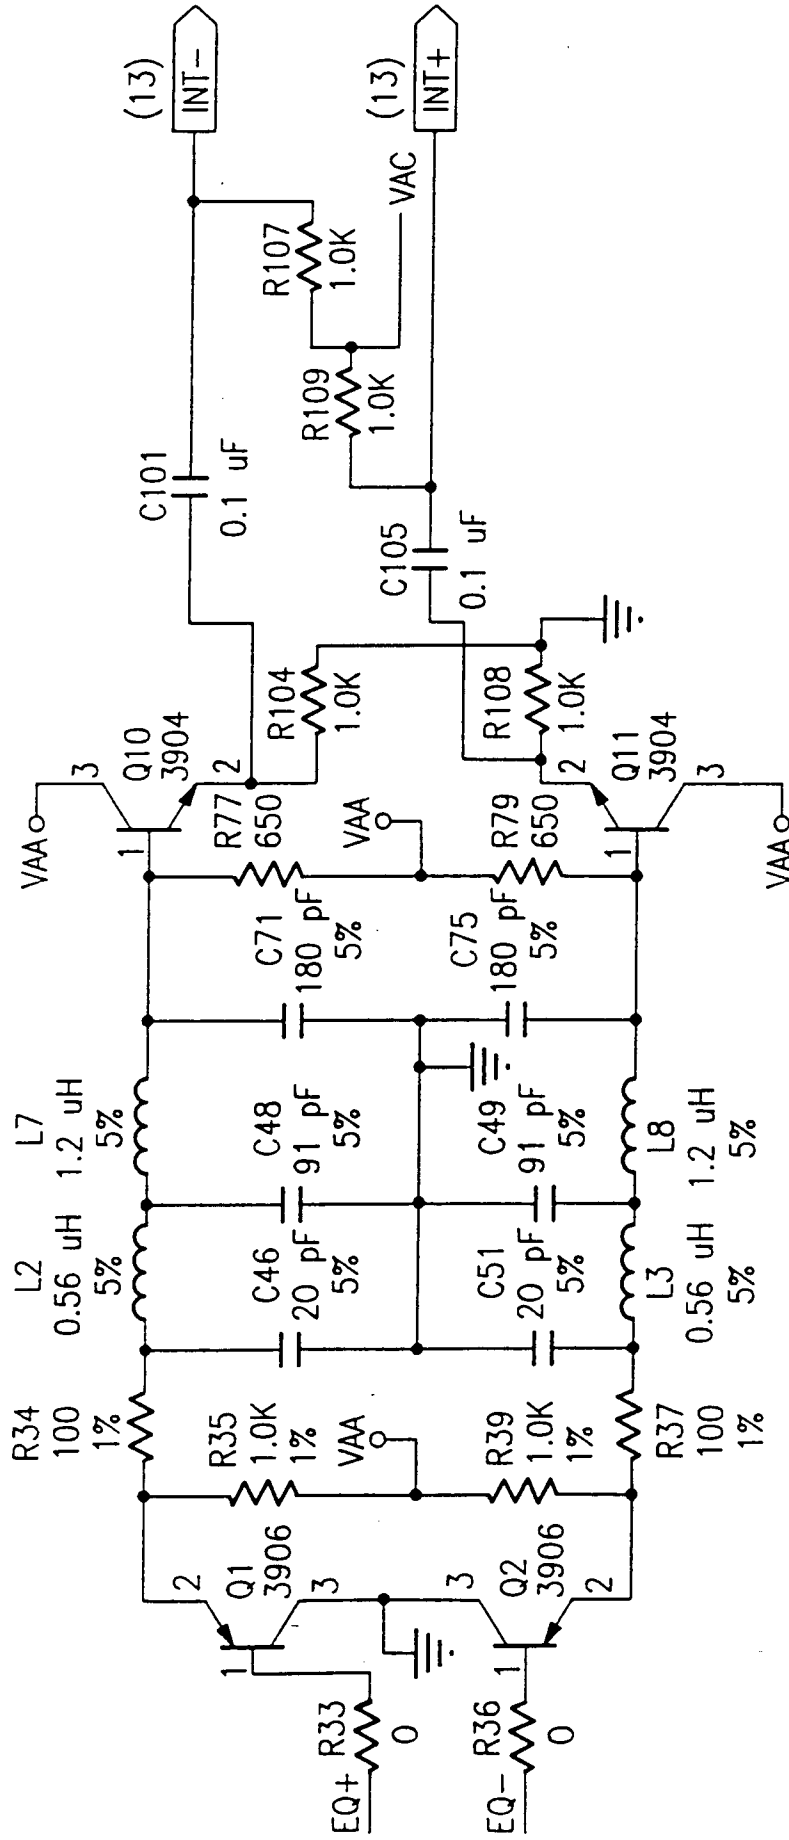 EQ+
R33
0
EQ-
R36
0
1
2
Q1
3906
3
3
Q2
3906
2
1
R34
100
1%
R35
1.0K
1%
VAA
R39
1.0K
1%
R37
100
1%
L2
0.56 uH
5%
C46
20 pF
5%
C51
20 pF
5%
L3
0.56 uH
5%
L7
1.2 uH
5%
C48
91 pF
5%
C49
91 pF
5%
L8
1.2 uH
5%
C71
180 pF
5%
C75
180 pF
5%
R77
650
VAA
R79
650
VAA
3
Q10
3904
2
1
R104
1.0K
R108
1.0K
1
2
Q11
3904
3
VAA
C101
0.1 uF
C105
0.1 uF
R109
1.0K
R107
1.0K
VAC
(13)
INT-
(13)
INT+